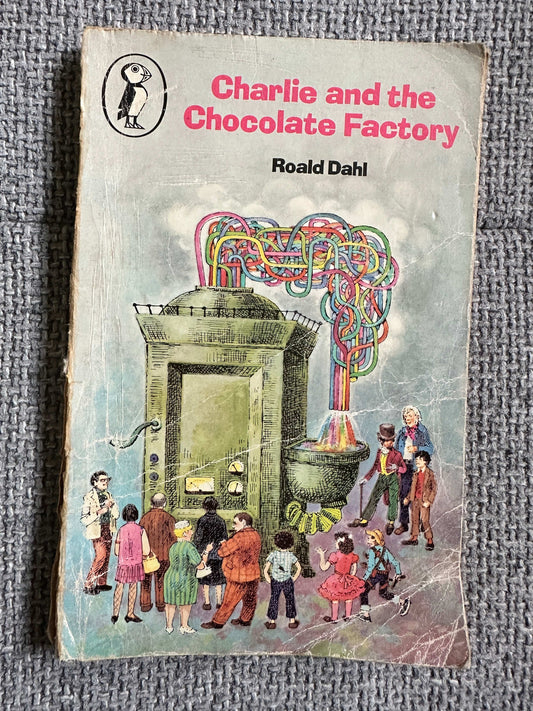 Charlie and the
Chocolate Factory
Roald Dahl